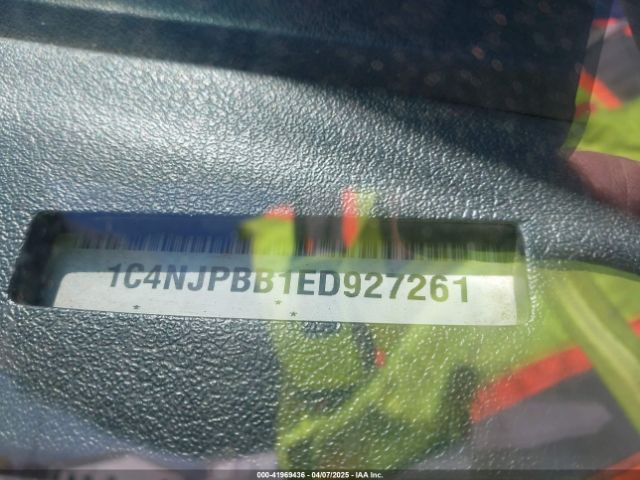 1C4NJPBB1ED927261
* *
*
000-41969436 - 04/07/2025 - IAA Inc.